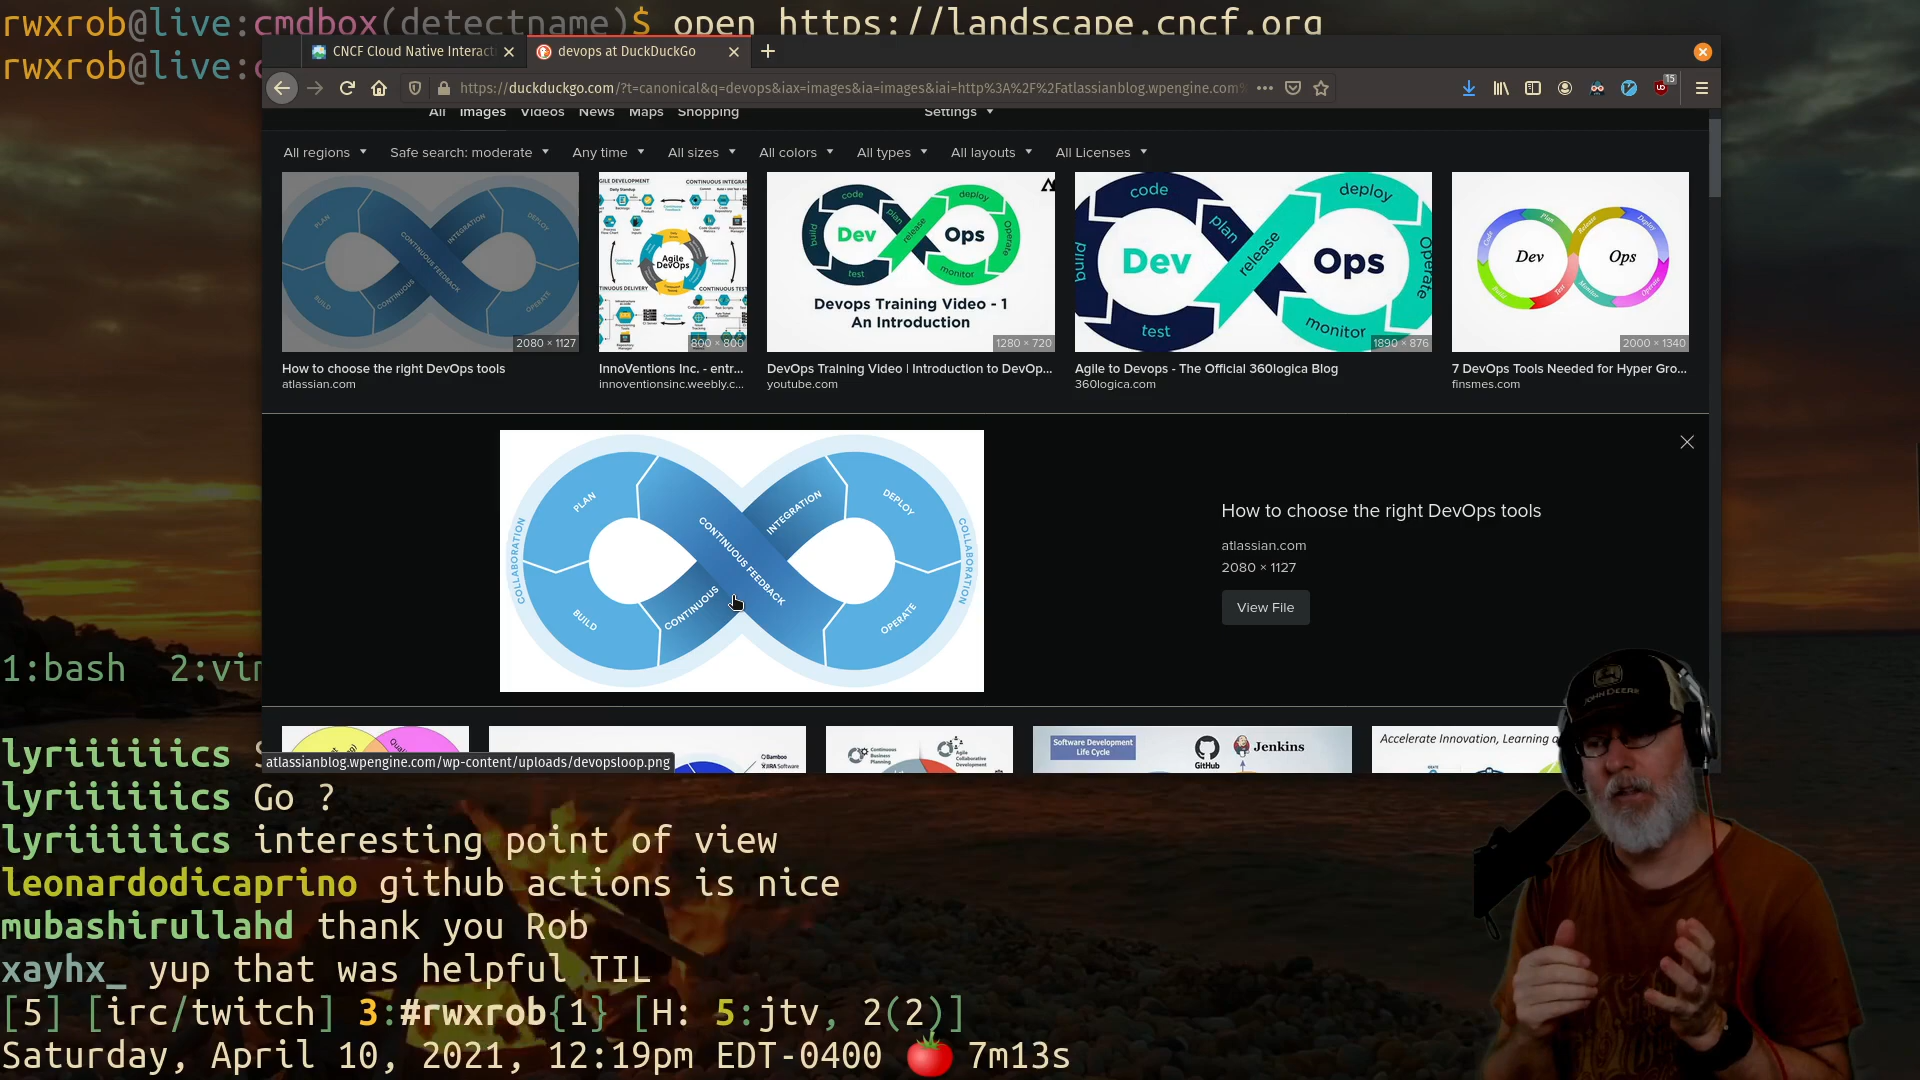 rwxrob@live:cmdbox(detectname)$ open https://landscape.cncf.org
rwxrob@live:c
CNCF Cloud Native Interact
devops at DuckDuckGo
https://duckduckgo.com/?t=canonical&q=devops&iax=images&ia=images&iai=http%3A%2F%2Fatlassianblog.wpengine.com%
15
All Images Videos News Maps Shopping Settings
All regions Safe search: moderate Any time All sizes All colors All types All layouts All Licenses
PLAN
INTEGRATION
DEPLOY
CONTINUOUS FEEDBACK
BUILD
CONTINUOUS
OPERATE
2080 × 1127
Agile DevOps
800 × 800
code
plan
build
test
release
deploy
Operate
monitor
Dev Ops
Devops Training Video - 1
An Introduction
1280 × 720
code
plan
build
test
release
deploy
Operate
monitor
Dev Ops
1890 × 876
Dev Ops
2000 × 1340
How to choose the right DevOps tools
atlassian.com
InnoVentions Inc. - entr...
innoventionsinc.weebly.c...
DevOps Training Video | Introduction to DevOp...
youtube.com
Agile to Devops - The Official 360logica Blog
360logica.com
7 DevOps Tools Needed for Hyper Gro...
finsmes.com
COLLABORATION
PLAN
BUILD
CONTINUOUS
CONTINUOUS FEEDBACK
INTEGRATION
DEPLOY
OPERATE
COLLABORATION
How to choose the right DevOps tools
atlassian.com
2080 × 1127
View File
Bamboo
JIRA Software
Continuous Business Planning
Agile Collaborative Development
Software Development
Life Cycle
GitHub
Jenkins
Accelerate Innovation, Learning
atlassianblog.wpengine.com/wp-content/uploads/devopsloop.png
JOHN DEERE
1:bash 2:vi
lyriiiiiics
lyriiiiiics Go ?
lyriiiiiics interesting point of view
leonardodicaprino github actions is nice
mubashirullahd thank you Rob
xayhx_ yup that was helpful TIL
[5] [irc/twitch] 3:#rwxrob{1} [H: 5:jtv, 2(2)]
Saturday, April 10, 2021, 12:19pm EDT-0400 🍅 7m13s